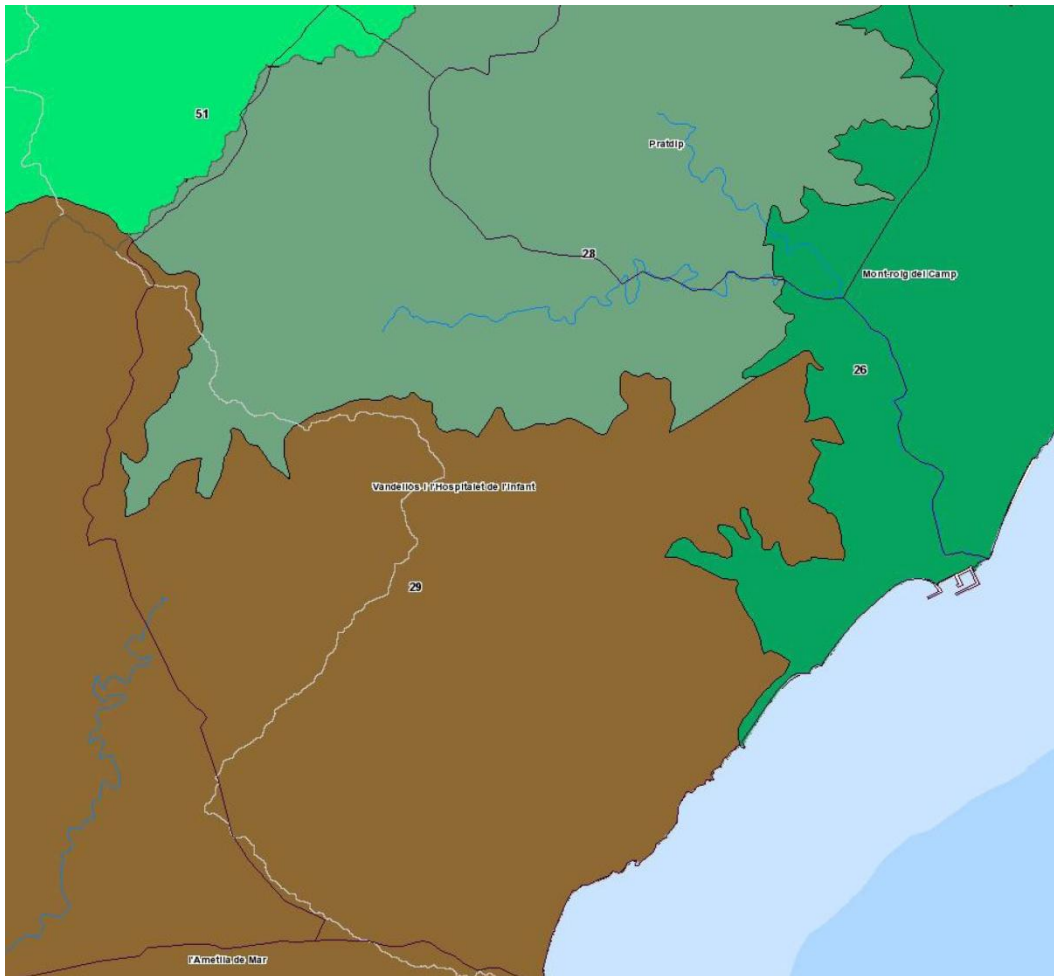 51
Pratdip
28
Mont-roig del Camp
26
Vandellòs i l'Hospitalet de l'Infant
29
l'Ametlla de Mar